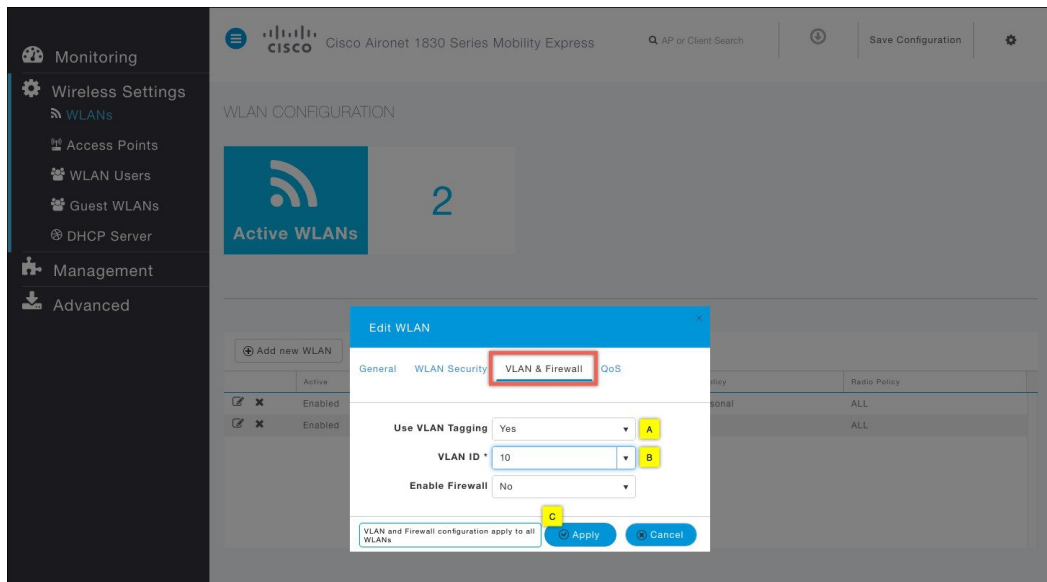 Monitoring
Wireless Settings
WLANs
Access Points
WLAN Users
Guest WLANs
DHCP Server
Management
Advanced
CISCO
Cisco Aironet 1830 Series Mobility Express
AP or Client Search
Save Configuration
WLAN CONFIGURATION
Active WLANs
2
Add new WLAN
Active
Radio Policy
Enabled
ALL
Enabled
ALL
Edit WLAN
General
WLAN Security
VLAN & Firewall
QoS
Use VLAN Tagging
Yes
A
VLAN ID *
10
B
Enable Firewall
No
C
VLAN and Firewall configuration apply to all
WLANs
Apply
Cancel